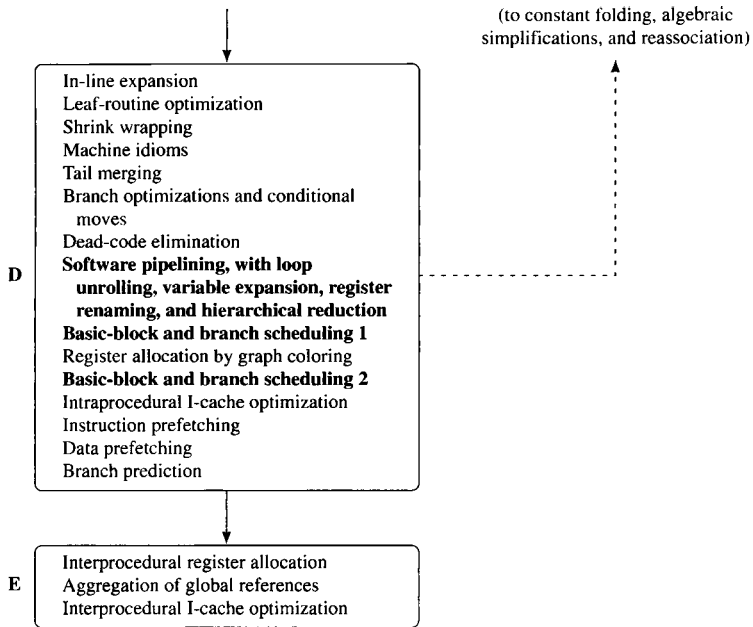 (to constant folding, algebraic
simplifications, and reassociation)
In-line expansion
Leaf-routine optimization
Shrink wrapping
Machine idioms
Tail merging
Branch optimizations and conditional
moves
Dead-code elimination
D
Software pipelining, with loop
unrolling, variable expansion, register
renaming, and hierarchical reduction
Basic-block and branch scheduling 1
Register allocation by graph coloring
Basic-block and branch scheduling 2
Intraprocedural I-cache optimization
Instruction prefetching
Data prefetching
Branch prediction
Interprocedural register allocation
E
Aggregation of global references
Interprocedural I-cache optimization